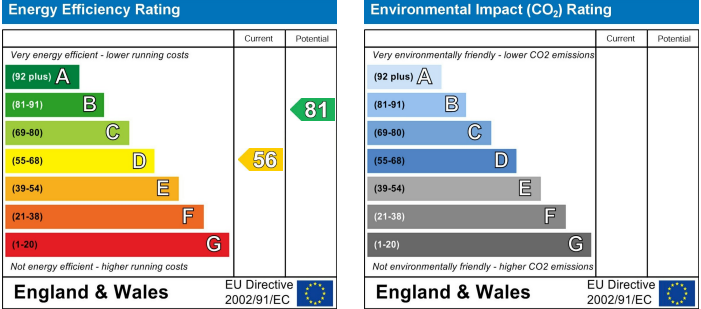 Energy Efficiency Rating
Current Potential
Very energy efficient - lower running costs
(92 plus) A
(81-91) B
81
(69-80) C
(55-68) D
56
(39-54) E
(21-38) F
(1-20) G
Not energy efficient - higher running costs
England & Wales
EU Directive
2002/91/EC
Environmental Impact (CO₂) Rating
Current Potential
Very environmentally friendly - lower CO2 emissions
(92 plus) A
(81-91) B
(69-80) C
(55-68) D
(39-54) E
(21-38) F
(1-20) G
Not environmentally friendly - higher CO2 emissions
England & Wales
EU Directive
2002/91/EC